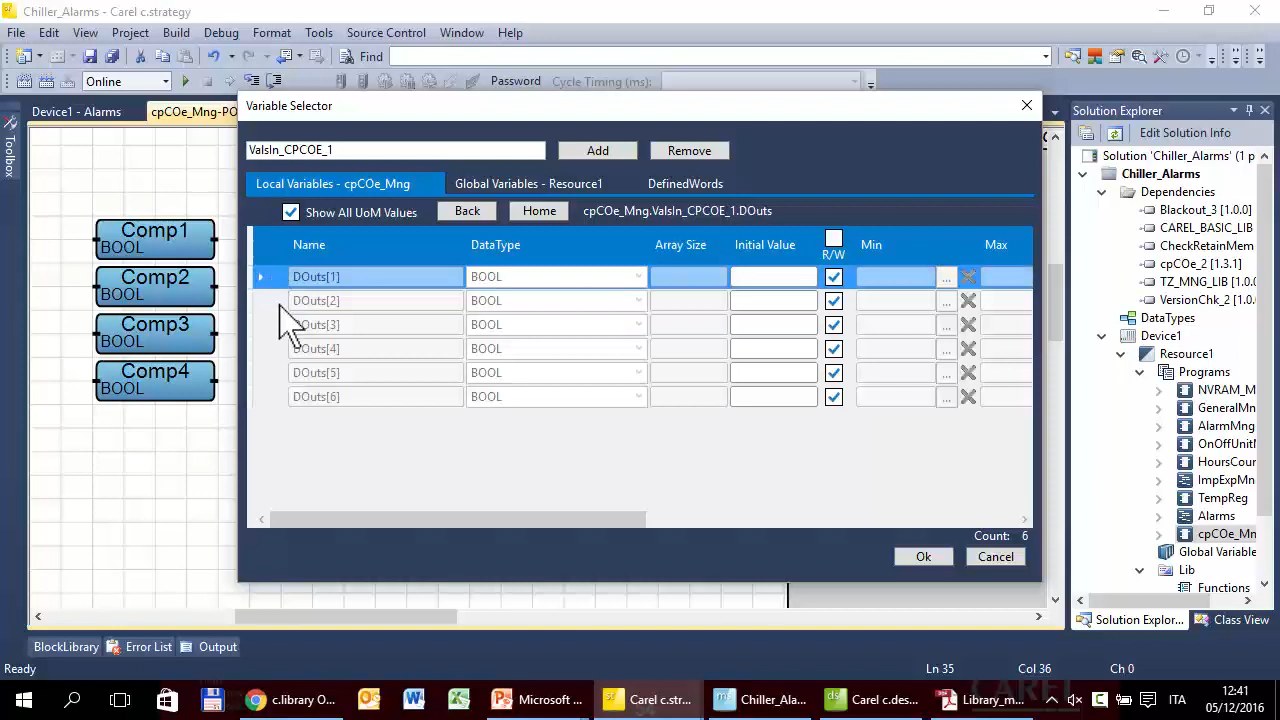 Chiller_Alarms - Carel c.strategy
File Edit View Project Build Debug Format Tools Source Control Window Help
Find
Online Password Cycle Timing (ms):
Device1 - Alarms cpCOe_Mng-PO
Toolbox
Comp1
BOOL
Comp2
BOOL
Comp3
BOOL
Comp4
BOOL
Variable Selector
ValsIn_CPCOE_1 Add Remove
Local Variables - cpCOe_Mng Global Variables - Resource1 DefinedWords
Show All UoM Values Back Home cpCOe_Mng.ValsIn_CPCOE_1.DOuts
Name DataType Array Size Initial Value R/W Min Max
DOuts[1] BOOL ...
DOuts[2] BOOL ...
DOuts[3] BOOL ...
DOuts[4] BOOL ...
DOuts[5] BOOL ...
DOuts[6] BOOL ...
Count: 6
Ok Cancel
Solution Explorer
Edit Solution Info
Solution 'Chiller_Alarms' (1 p
Chiller_Alarms
Dependencies
Blackout_3 [1.0.0]
CAREL_BASIC_LIB
CheckRetainMem
cpCOe_2 [1.3.1]
TZ_MNG_LIB
VersionChk_2 [1.0.0]
DataTypes
Device1
Resource1
Programs
NVRAM_M
GeneralMn
AlarmMng
OnOffUnitM
HoursCou
ImpExpMn
TempReg
Alarms
cpCOe_Mn
Global Variable
Lib
Functions
Solution Explor... Class View
BlockLibrary Error List Output
Ready Ln 35 Col 36 Ch 0
c.library O... Microsoft ... Carel c.str... Chiller_Ala... Carel c.des... Library_m... ITA 12:41
05/12/2016